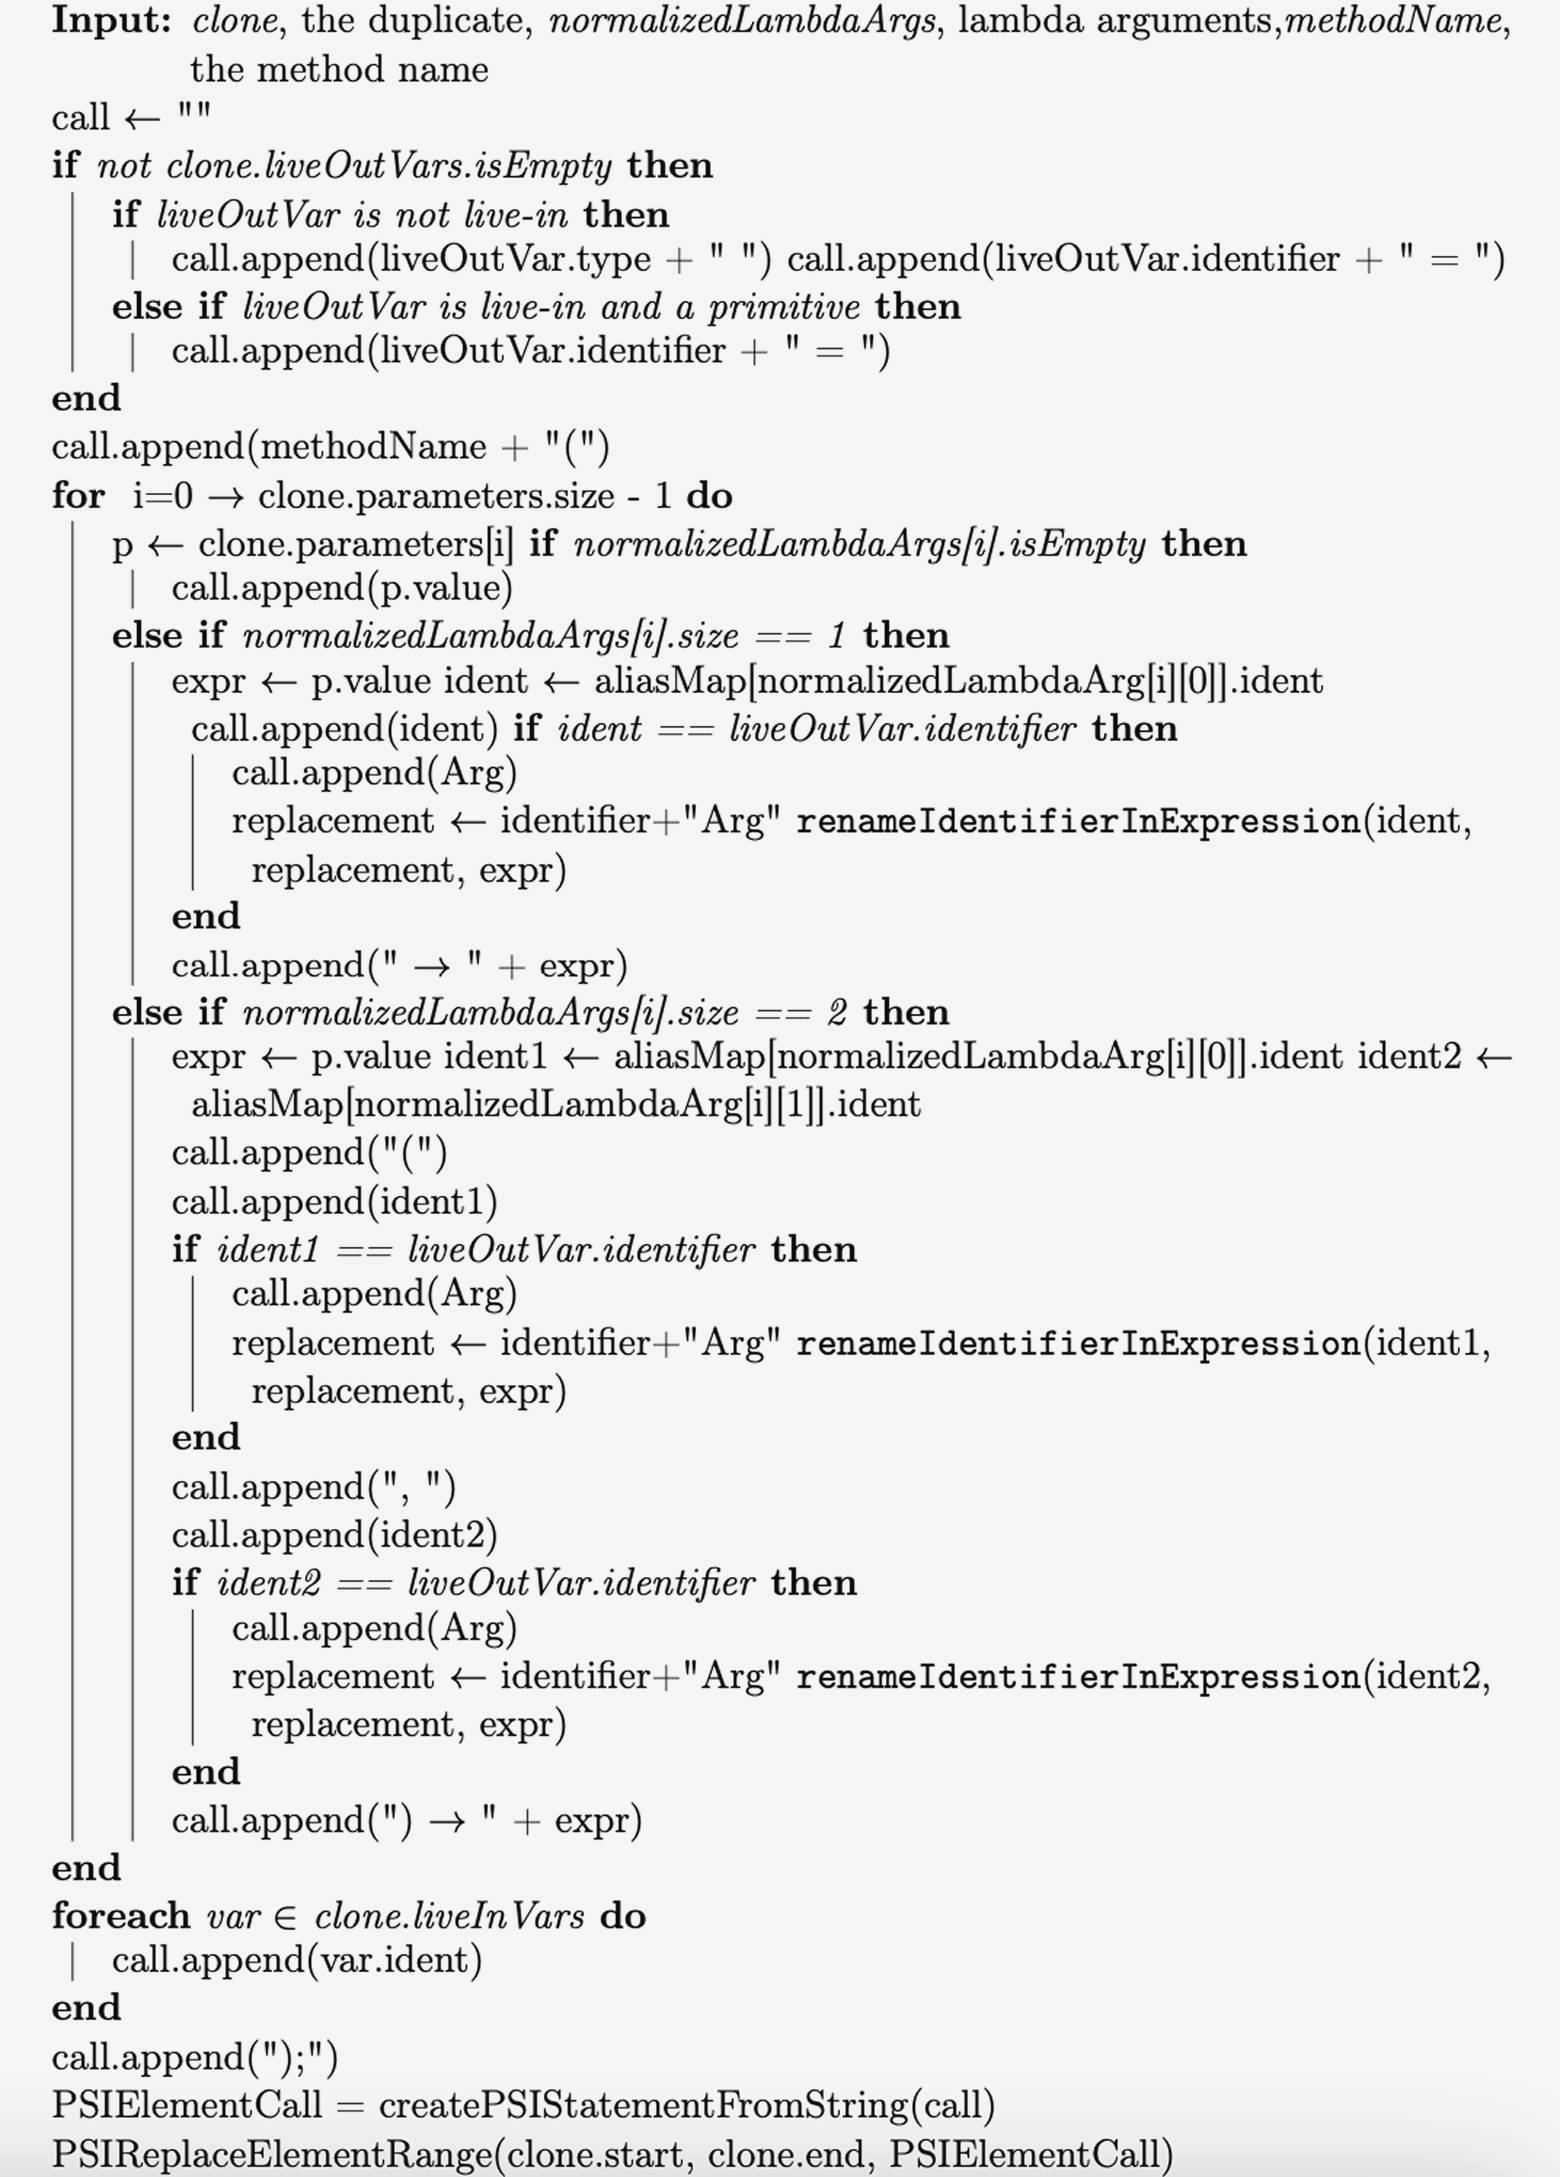 Input: clone, the duplicate, normalizedLambdaArgs, lambda arguments,methodName,
the method name
call ← ""
if not clone.liveOutVars.isEmpty then
if liveOutVar is not live-in then
call.append(liveOutVar.type + " ") call.append(liveOutVar.identifier + " = ")
else if liveOutVar is live-in and a primitive then
call.append(liveOutVar.identifier + " = ")
end
call.append(methodName + "(")
for i=0 → clone.parameters.size - 1 do
p ← clone.parameters[i] if normalizedLambdaArgs[i].isEmpty then
call.append(p.value)
else if normalizedLambdaArgs[i].size == 1 then
expr ← p.value ident ← aliasMap[normalizedLambdaArg[i][0]].ident
call.append(ident) if ident == liveOutVar.identifier then
call.append(Arg)
replacement ← identifier+"Arg" renameIdentifierInExpression(ident,
replacement, expr)
end
call.append(" → " + expr)
else if normalizedLambdaArgs[i].size == 2 then
expr ← p.value ident1 ← aliasMap[normalizedLambdaArg[i][0]].ident ident2 ←
aliasMap[normalizedLambdaArg[i][1]].ident
call.append("(")
call.append(ident1)
if ident1 == liveOutVar.identifier then
call.append(Arg)
replacement ← identifier+"Arg" renameIdentifierInExpression(ident1,
replacement, expr)
end
call.append(", ")
call.append(ident2)
if ident2 == liveOutVar.identifier then
call.append(Arg)
replacement ← identifier+"Arg" renameIdentifierInExpression(ident2,
replacement, expr)
end
call.append(") → " + expr)
end
foreach var ∈ clone.liveInVars do
call.append(var.ident)
end
call.append(");")
PSIElementCall = createPSIStatementFromString(call)
PSIReplaceElementRange(clone.start, clone.end, PSIElementCall)